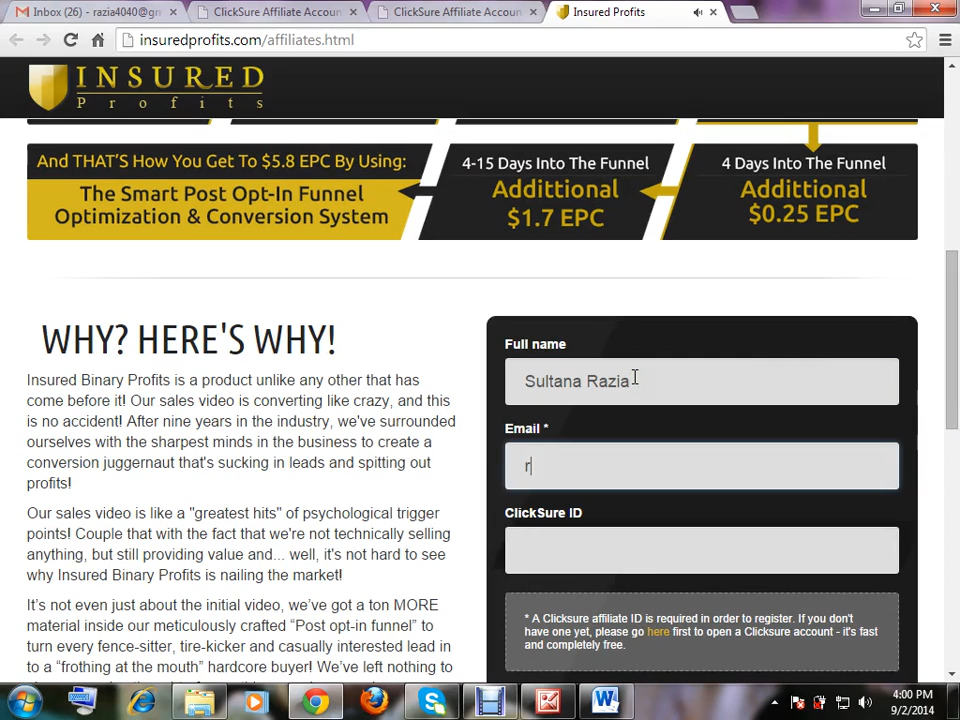 Inbox (26) - razia4040@gm
ClickSure Affiliate Accoun
ClickSure Affiliate Accoun
Insured Profits
insuredprofits.com/affiliates.html
INSURED
Profits
And THAT'S How You Get To $5.8 EPC By Using:
The Smart Post Opt-In Funnel
Optimization & Conversion System
4-15 Days Into The Funnel
Addittional
$1.7 EPC
4 Days Into The Funnel
Addittional
$0.25 EPC
WHY? HERE'S WHY!
Insured Binary Profits is a product unlike any other that has
come before it! Our sales video is converting like crazy, and this
is no accident! After nine years in the industry, we've surrounded
ourselves with the sharpest minds in the business to create a
conversion juggernaut that's sucking in leads and spitting out
profits!
Our sales video is like a "greatest hits" of psychological trigger
points! Couple that with the fact that we're not technically selling
anything, but still providing value and... well, it's not hard to see
why Insured Binary Profits is nailing the market!
It's not even just about the initial video, we've got a ton MORE
material inside our meticulously crafted "Post opt-in funnel" to
turn every fence-sitter, tire-kicker and casually interested lead in
to a "frothing at the mouth" hardcore buyer! We've left nothing to
Full name
Sultana Razia
Email *
r
ClickSure ID
* A Clicksure affiliate ID is required in order to register. If you don't
have one yet, please go here first to open a Clicksure account - it's fast
and completely free.
4:00 PM
9/2/2014